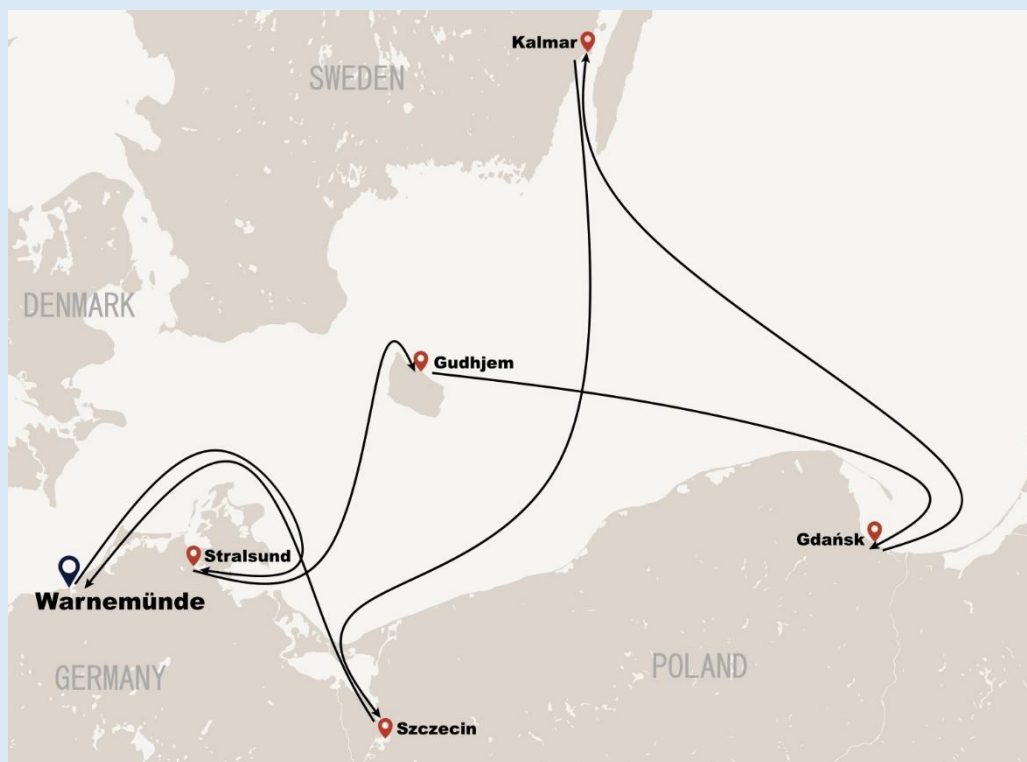 Kalmar
SWEDEN
DENMARK
Gudhjem
Gdańsk
Stralsund
Warnemünde
GERMANY
POLAND
Szczecin